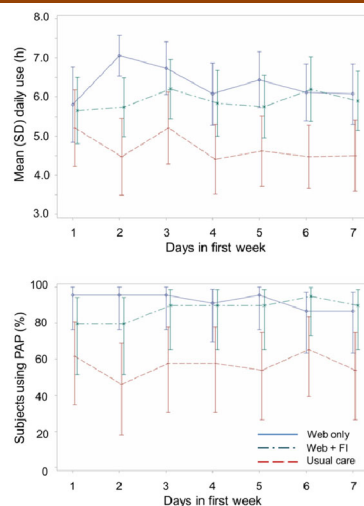 Mean (SD) daily use (h)
8.0
7.0
6.0
5.0
4.0
3.0
1 2 3 4 5 6 7
Days in first week
Subjects using PAP (%)
100
80
60
40
20
0
Web only
Web + FI
Usual care
1 2 3 4 5 6 7
Days in first week